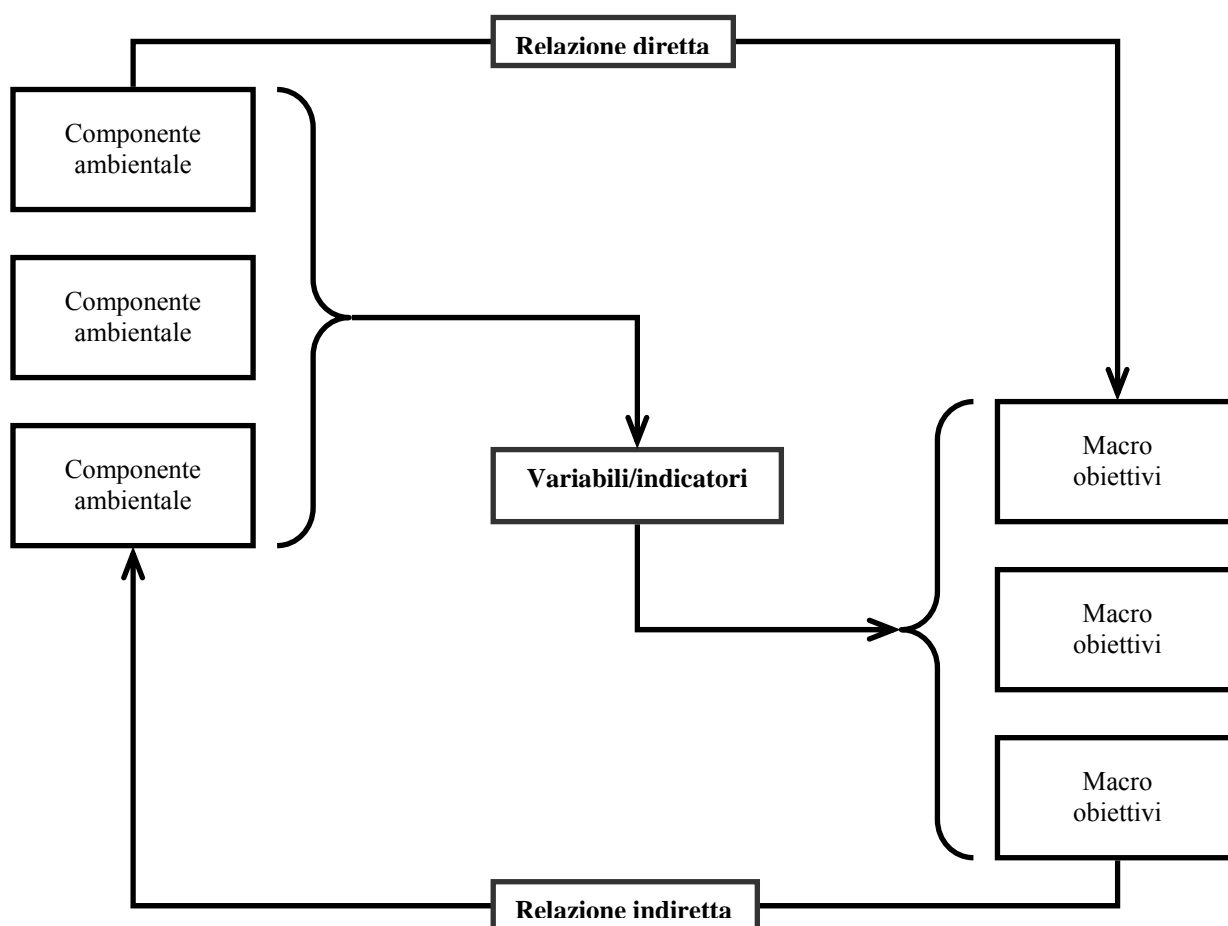 Relazione diretta
Componente
ambientale
Componente
ambientale
Componente
ambientale
Variabili/indicatori
Macro
obiettivi
Macro
obiettivi
Macro
obiettivi
Relazione indiretta